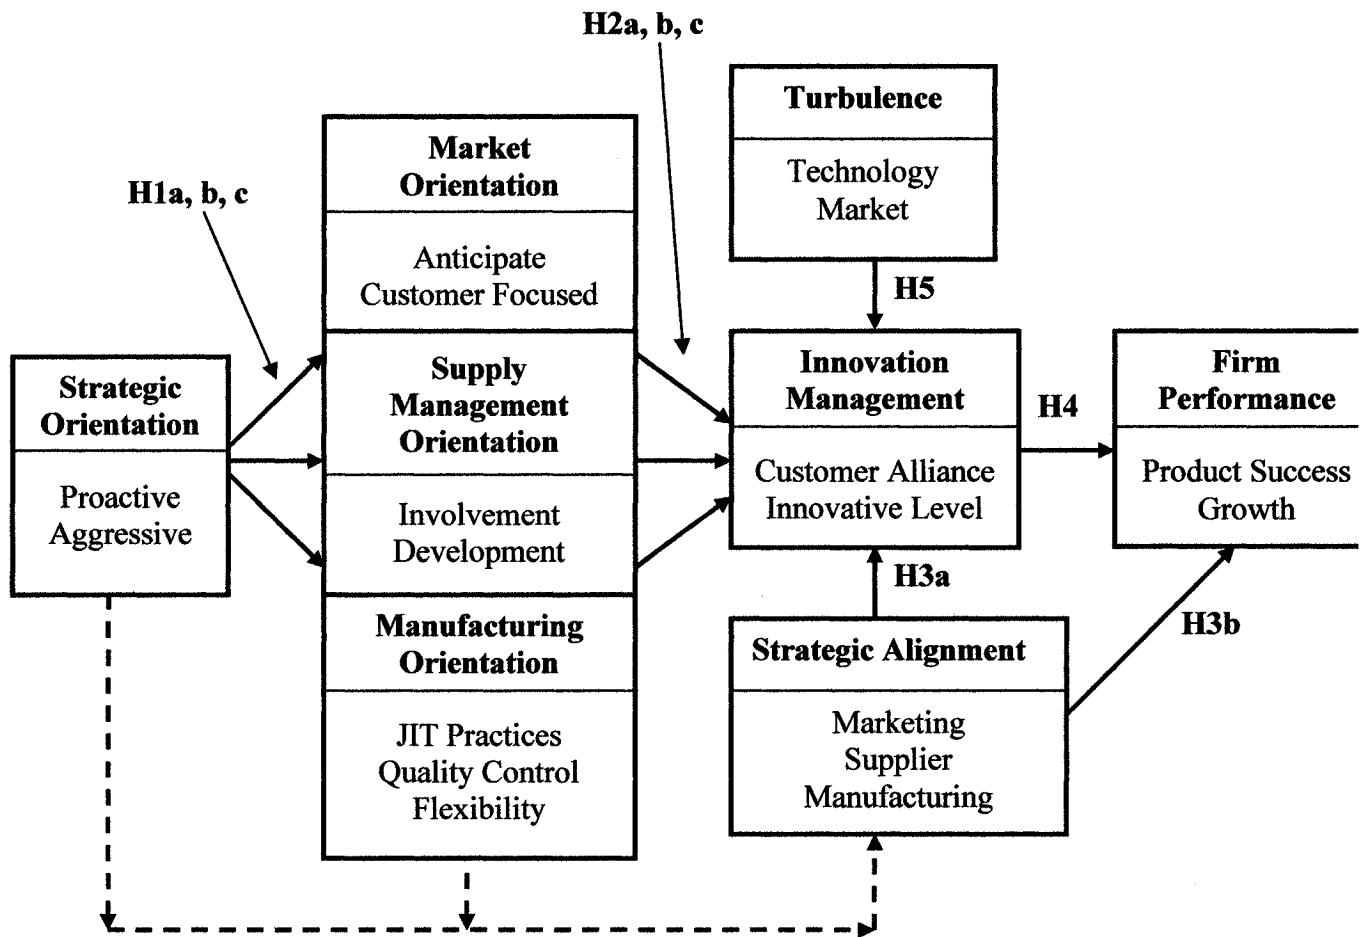 H2a, b, c
H1a, b, c
Strategic
Orientation
Proactive
Aggressive
Market
Orientation
Anticipate
Customer Focused
Supply
Management
Orientation
Involvement
Development
Manufacturing
Orientation
JIT Practices
Quality Control
Flexibility
Turbulence
Technology
Market
H5
Innovation
Management
Customer Alliance
Innovative Level
H4
Firm
Performance
Product Success
Growth
H3a
H3b
Strategic Alignment
Marketing
Supplier
Manufacturing